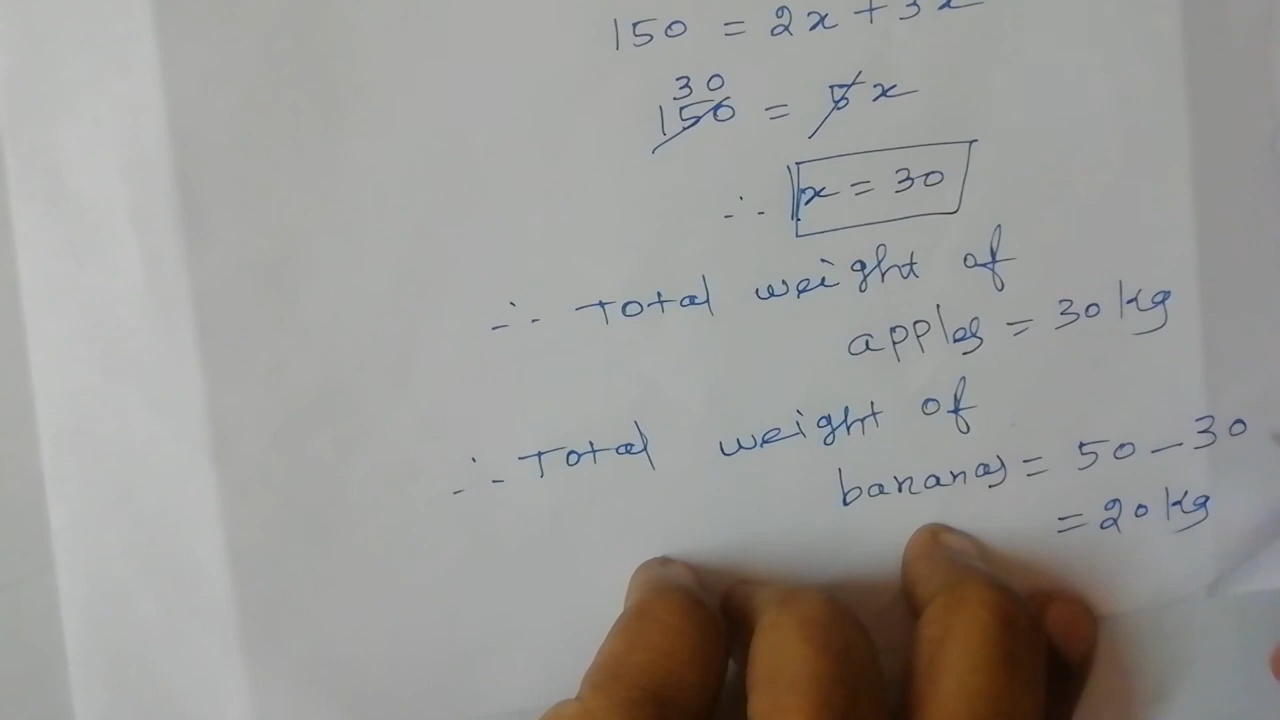 150 = 2x + 3x
30
150 = 5x
∴ x = 30
∴ Total weight of
apples = 30 kg
∴ Total weight of
bananas = 50 - 30
= 20 kg